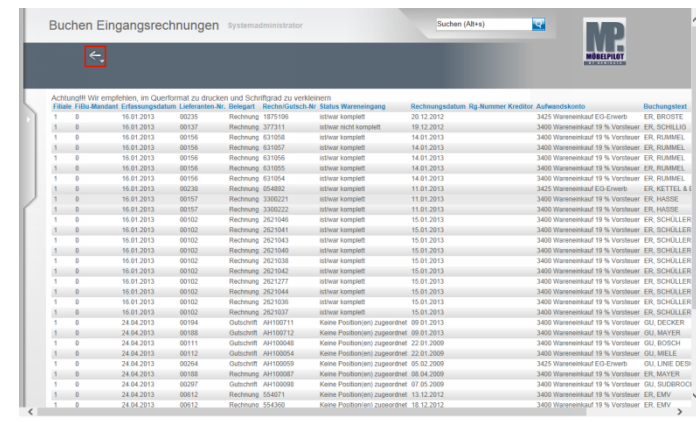 Buchen Eingangsrechnungen Systemadministrator Suchen (Alt+s)
MP.
MÖBELPILOT
Achtung!!! Wir empfehlen, im Querformat zu drucken und Schriftgrad zu verkleinern
Filiale FiBu-Mandant Erfassungsdatum Lieferanten-Nr. Belegart Rechn/Gutsch-Nr Status Wareneingang Rechnungsdatum Rg-Nummer Kreditor Aufwandskonto Buchungstext
1 0 16.01.2013 00235 Rechnung 1875106 ist/war komplett 20.12.2012 3425 Wareneinkauf EG-Erwerb ER, BROSTE
1 0 16.01.2013 00137 Rechnung 377311 ist/war nicht komplett 19.12.2012 3400 Wareneinkauf 19 % Vorsteuer ER, SCHILLIG
1 0 16.01.2013 00156 Rechnung 631058 ist/war komplett 14.01.2013 3400 Wareneinkauf 19 % Vorsteuer ER, RUMMEL
1 0 16.01.2013 00156 Rechnung 631057 ist/war komplett 14.01.2013 3400 Wareneinkauf 19 % Vorsteuer ER, RUMMEL
1 0 16.01.2013 00156 Rechnung 631056 ist/war komplett 14.01.2013 3400 Wareneinkauf 19 % Vorsteuer ER, RUMMEL
1 0 16.01.2013 00156 Rechnung 631055 ist/war komplett 14.01.2013 3400 Wareneinkauf 19 % Vorsteuer ER, RUMMEL
1 0 16.01.2013 00156 Rechnung 631054 ist/war komplett 14.01.2013 3400 Wareneinkauf 19 % Vorsteuer ER, RUMMEL
1 0 16.01.2013 00230 Rechnung 054892 ist/war komplett 11.01.2013 3425 Wareneinkauf EG-Erwerb ER, KETTEL &
1 0 16.01.2013 00157 Rechnung 3300221 ist/war komplett 11.01.2013 3400 Wareneinkauf 19 % Vorsteuer ER, HASSE
1 0 16.01.2013 00157 Rechnung 3300222 ist/war komplett 11.01.2013 3400 Wareneinkauf 19 % Vorsteuer ER, HASSE
1 0 16.01.2013 00102 Rechnung 2621046 ist/war komplett 15.01.2013 3400 Wareneinkauf 19 % Vorsteuer ER, SCHÜLLER
1 0 16.01.2013 00102 Rechnung 2621041 ist/war komplett 15.01.2013 3400 Wareneinkauf 19 % Vorsteuer ER, SCHÜLLER
1 0 16.01.2013 00102 Rechnung 2621043 ist/war komplett 15.01.2013 3400 Wareneinkauf 19 % Vorsteuer ER, SCHÜLLER
1 0 16.01.2013 00102 Rechnung 2621040 ist/war komplett 15.01.2013 3400 Wareneinkauf 19 % Vorsteuer ER, SCHÜLLER
1 0 16.01.2013 00102 Rechnung 2621038 ist/war komplett 15.01.2013 3400 Wareneinkauf 19 % Vorsteuer ER, SCHÜLLER
1 0 16.01.2013 00102 Rechnung 2621042 ist/war komplett 15.01.2013 3400 Wareneinkauf 19 % Vorsteuer ER, SCHÜLLER
1 0 16.01.2013 00102 Rechnung 2621277 ist/war komplett 15.01.2013 3400 Wareneinkauf 19 % Vorsteuer ER, SCHÜLLER
1 0 16.01.2013 00102 Rechnung 2621044 ist/war komplett 15.01.2013 3400 Wareneinkauf 19 % Vorsteuer ER, SCHÜLLER
1 0 16.01.2013 00102 Rechnung 2621036 ist/war komplett 15.01.2013 3400 Wareneinkauf 19 % Vorsteuer ER, SCHÜLLER
1 0 16.01.2013 00102 Rechnung 2621037 ist/war komplett 15.01.2013 3400 Wareneinkauf 19 % Vorsteuer ER, SCHÜLLER
1 0 24.04.2013 00194 Gutschrift AH100711 Keine Position(en) zugeordnet 09.01.2013 3400 Wareneinkauf 19 % Vorsteuer GU, DECKER
1 0 24.04.2013 00188 Gutschrift AH100712 Keine Position(en) zugeordnet 09.01.2013 3400 Wareneinkauf 19 % Vorsteuer GU, MAYER
1 0 24.04.2013 00111 Gutschrift AH100048 Keine Position(en) zugeordnet 22.01.2009 3400 Wareneinkauf 19 % Vorsteuer GU, BOSCH
1 0 24.04.2013 00112 Gutschrift AH100054 Keine Position(en) zugeordnet 22.01.2009 3400 Wareneinkauf 19 % Vorsteuer GU, MIELE
1 0 24.04.2013 00264 Gutschrift AH100059 Keine Position(en) zugeordnet 05.02.2009 3425 Wareneinkauf EG-Erwerb GU, LINIE DESI
1 0 24.04.2013 00188 Rechnung AH100087 Keine Position(en) zugeordnet 08.04.2009 3400 Wareneinkauf 19 % Vorsteuer ER, MAYER
1 0 24.04.2013 00297 Gutschrift AH100098 Keine Position(en) zugeordnet 07.05.2009 3400 Wareneinkauf 19 % Vorsteuer GU, SUDBROCK
1 0 24.04.2013 00612 Rechnung 554071 Keine Position(en) zugeordnet 13.12.2012 3400 Wareneinkauf 19 % Vorsteuer ER, EMV
1 0 24.04.2013 00612 Rechnung 554360 Keine Position(en) zugeordnet 18.12.2012 3400 Wareneinkauf 19 % Vorsteuer ER, EMV